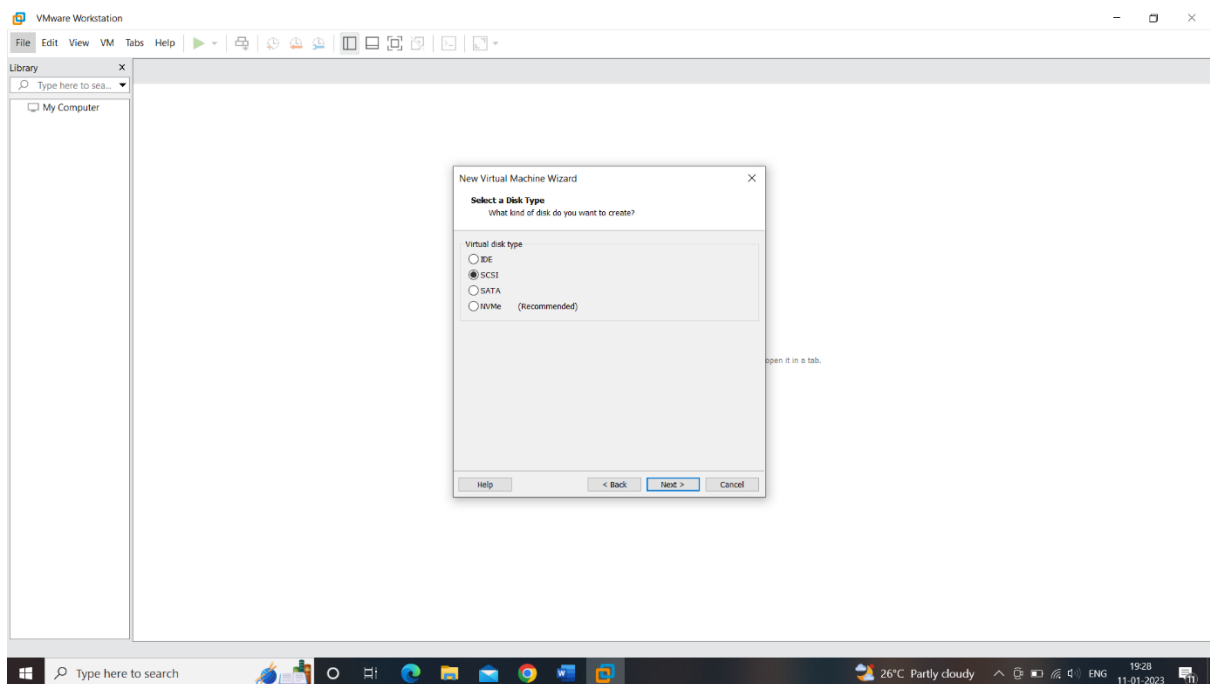 VMware Workstation
File Edit View VM Tabs Help
Library
Type here to sea...
My Computer
New Virtual Machine Wizard
Select a Disk Type
What kind of disk do you want to create?
Virtual disk type
IDE
SCSI
SATA
NVMe (Recommended)
open it in a tab.
Help < Back Next > Cancel
Type here to search
26°C Partly cloudy
ENG
19:28
11-01-2023